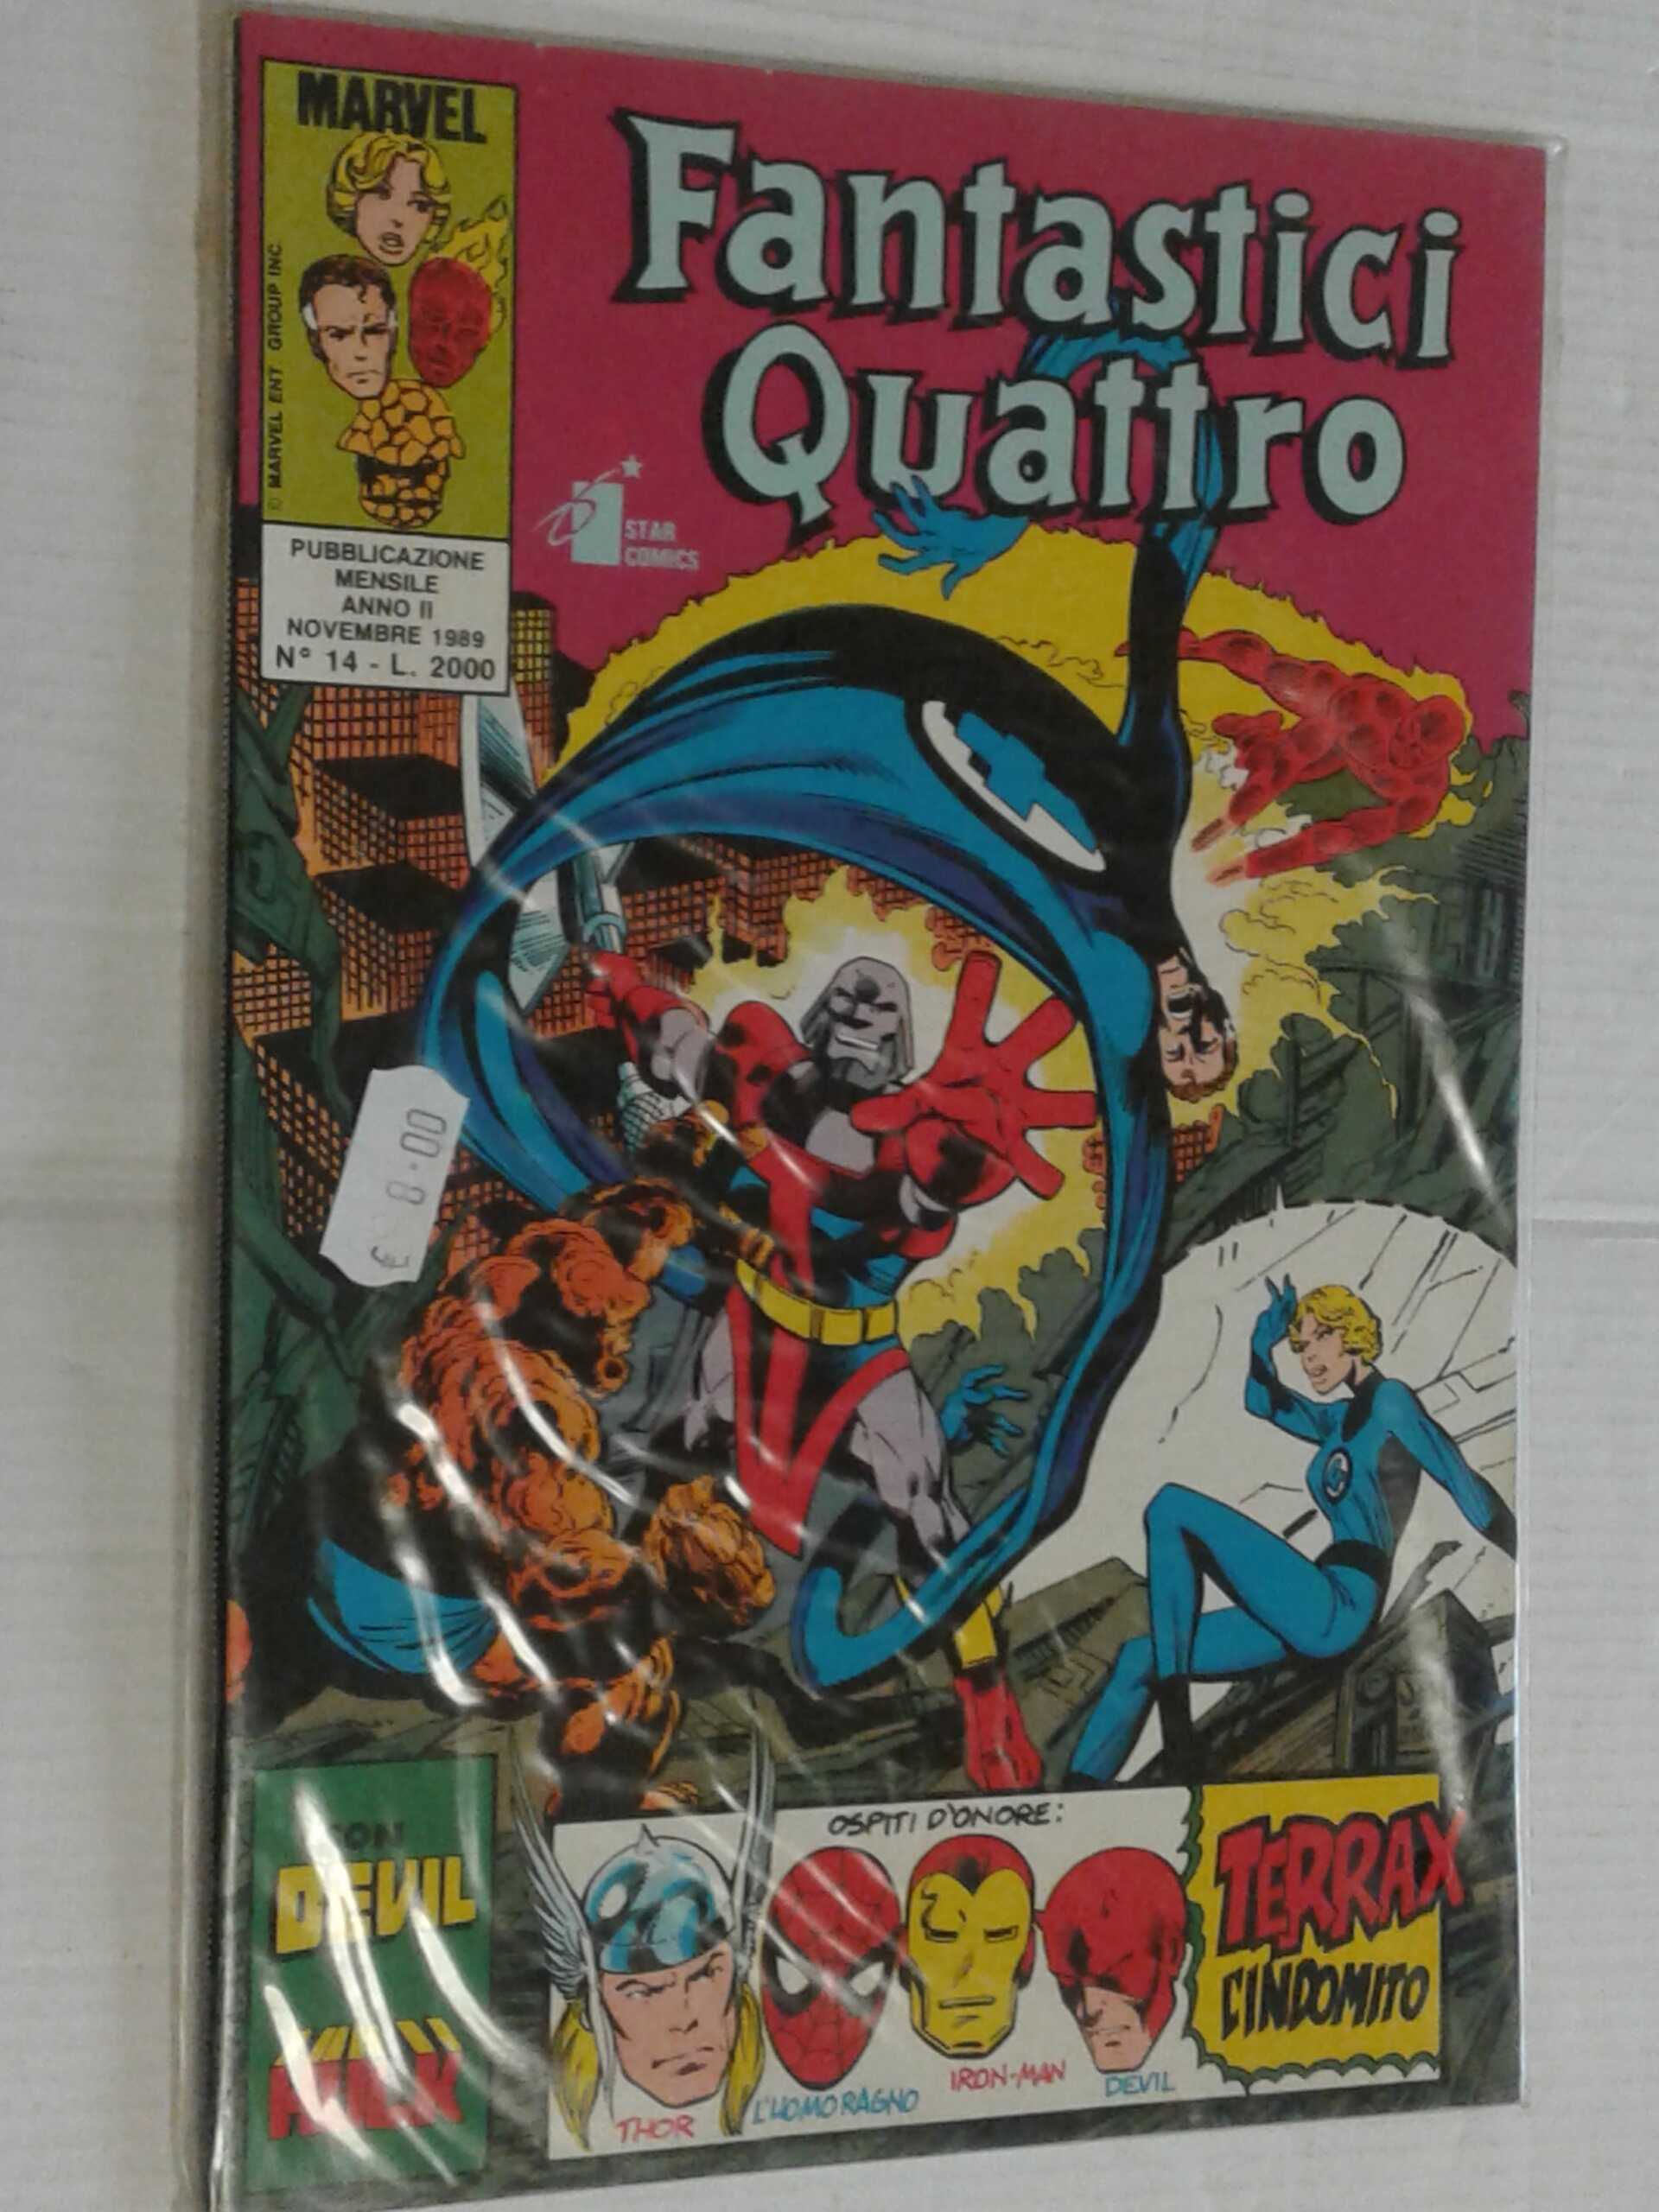 MARVEL
© MARVEL ENT. GROUP INC.
Fantastici
Quattro
STAR
COMICS
PUBBLICAZIONE
MENSILE
ANNO II
NOVEMBRE 1989
N° 14 - L. 2000
€ 8.00
CON
DEVIL
HULK
OSPITI D'ONORE:
THOR
L'UOMO RAGNO
IRON-MAN
DEVIL
TERRAX
L'INDOMITO